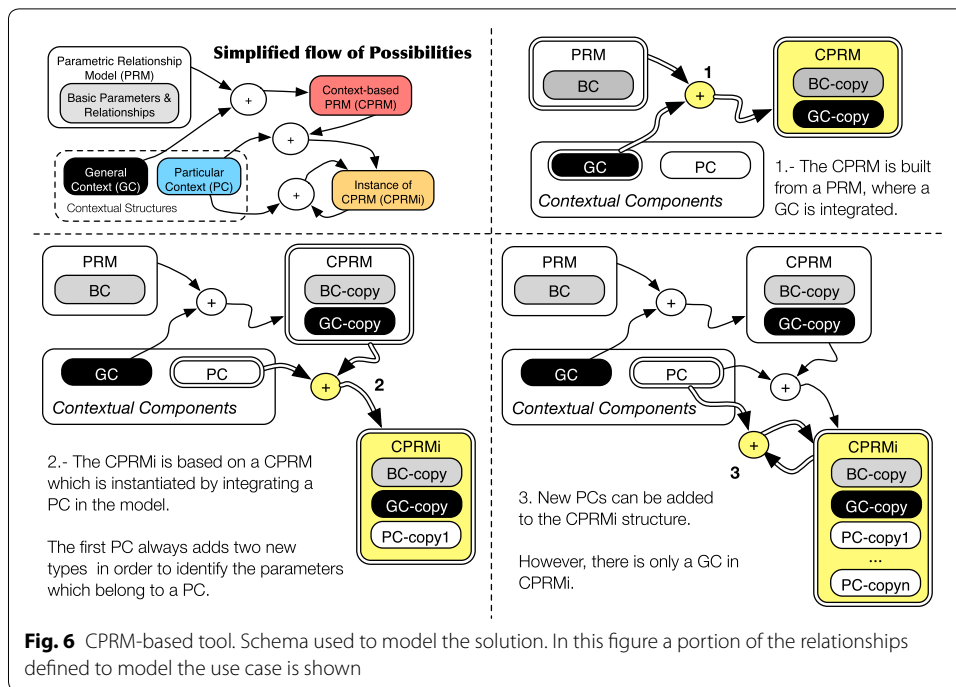 Simplified flow of Possibilities
Parametric Relationship
Model (PRM)
Basic Parameters &
Relationships
+
Context-based
PRM (CPRM)
+
General
Context (GC)
Particular
Context (PC)
Contextual Structures
+
Instance of
CPRM (CPRMi)
PRM
BC
1
+
CPRM
BC-copy
GC-copy
GC
PC
Contextual Components
1.- The CPRM is built
from a PRM, where a
GC is integrated.
PRM
BC
+
CPRM
BC-copy
GC-copy
GC
PC
Contextual Components
+
2
CPRMi
BC-copy
GC-copy
PC-copy1
2.- The CPRMi is based on a CPRM
which is instantiated by integrating a
PC in the model.
The first PC always adds two new
types in order to identify the parameters
which belong to a PC.
PRM
BC
+
CPRM
BC-copy
GC-copy
GC
PC
Contextual Components
+
+
3
CPRMi
BC-copy
GC-copy
PC-copy1
...
PC-copyn
3. New PCs can be added
to the CPRMi structure.
However, there is only a GC in
CPRMi.
Fig. 6 CPRM-based tool. Schema used to model the solution. In this figure a portion of the relationships
defined to model the use case is shown